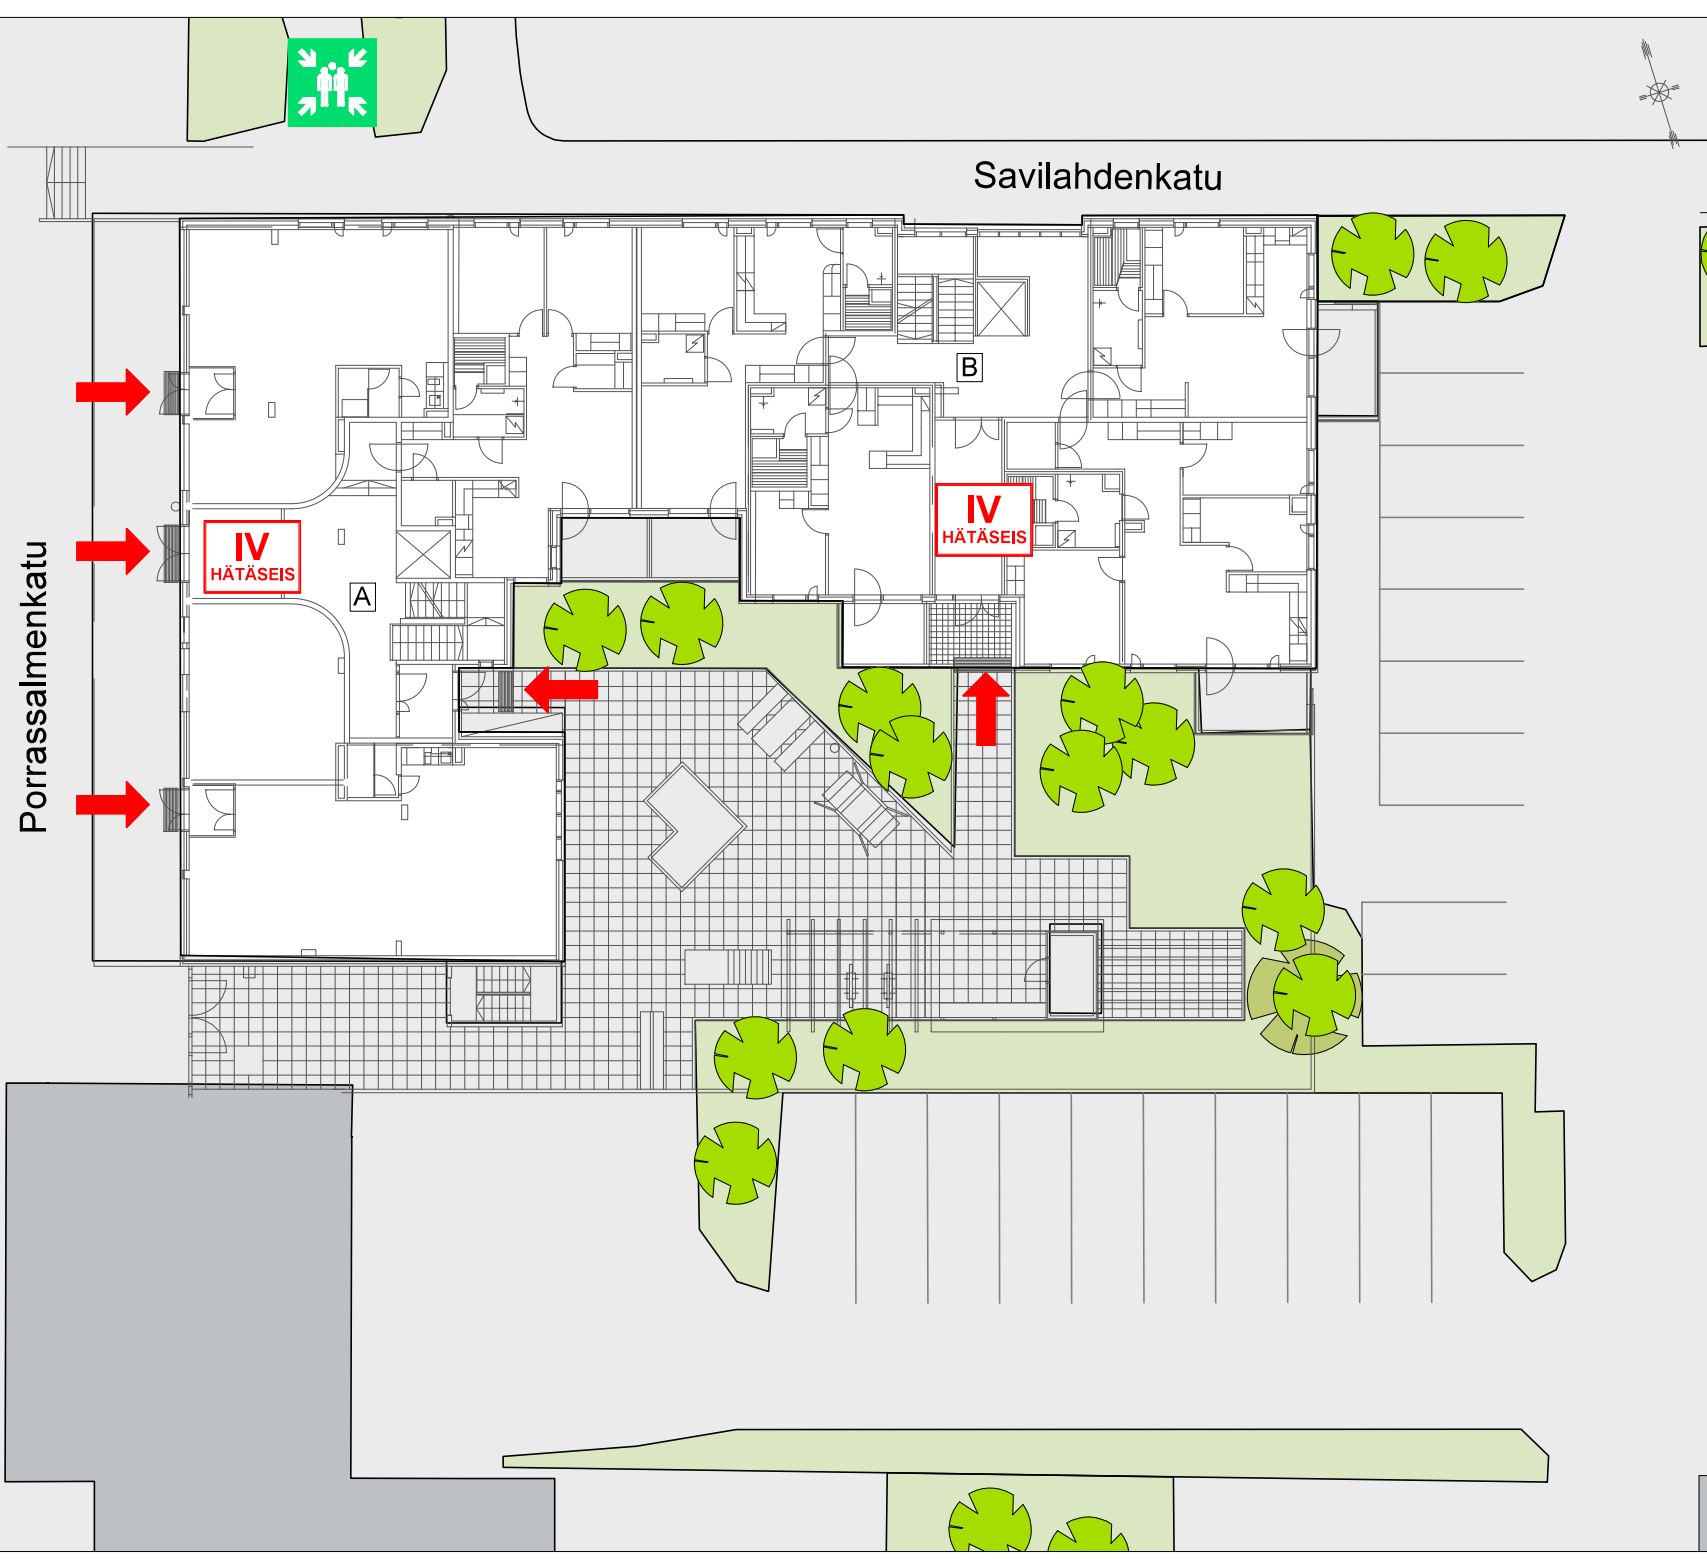 Savilahdenkatu
B
IV
HÄTÄSEIS
IV
HÄTÄSEIS
A
Porrassalmenkatu